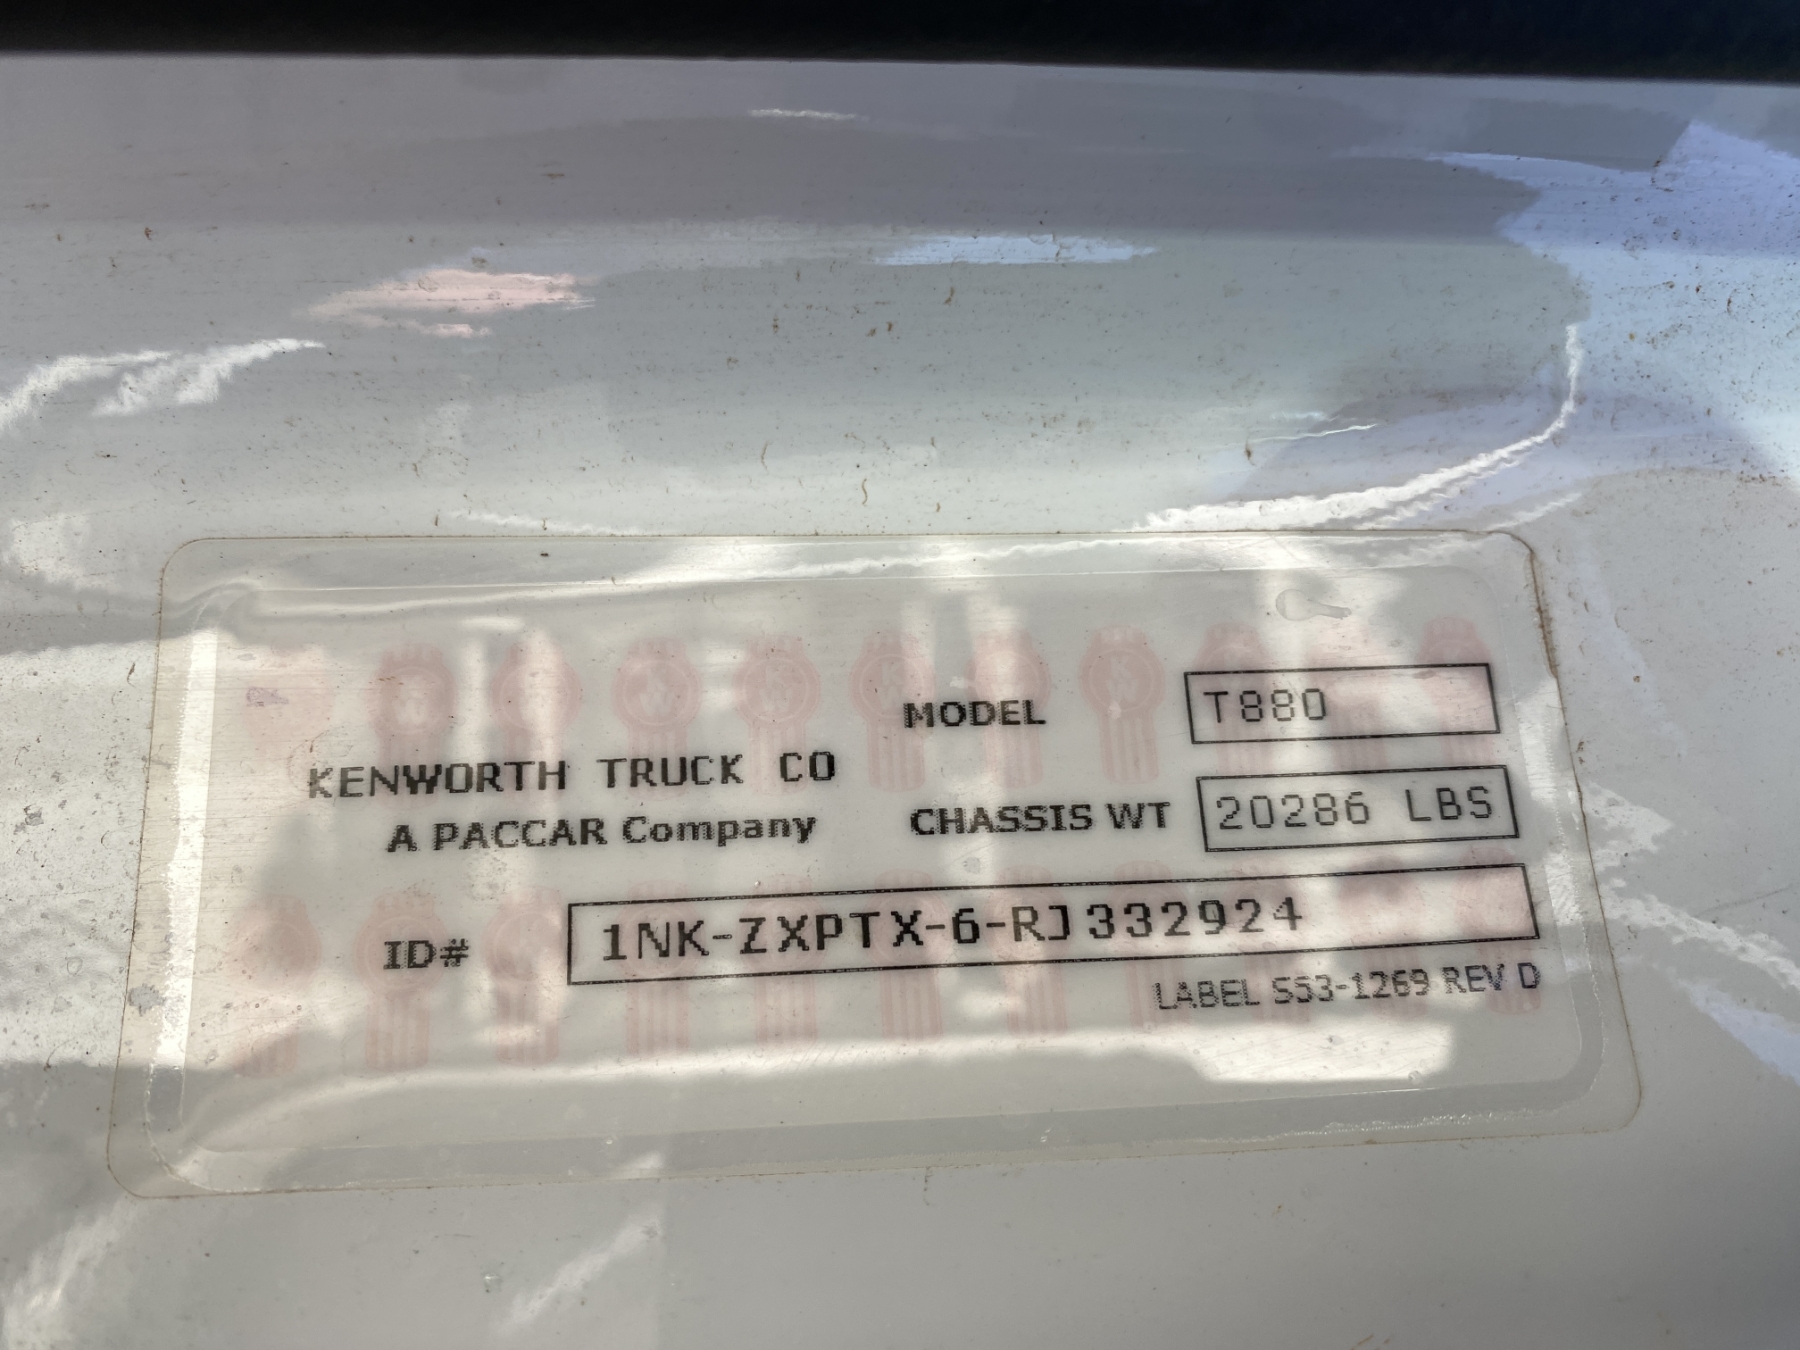 MODEL T880
KENWORTH TRUCK CO
A PACCAR Company
CHASSIS WT 20286 LBS
ID# 1NK-ZXPTX-6-RJ332924
LABEL S53-1269 REV D